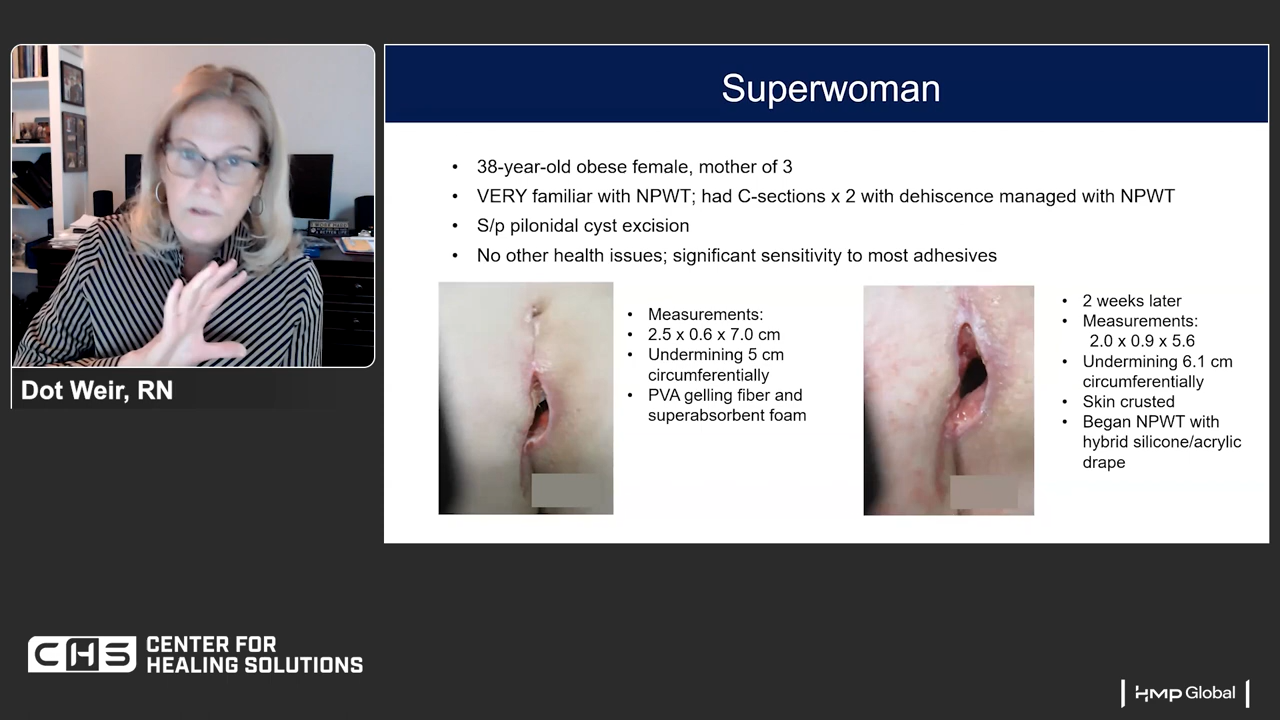 Superwoman
• 38-year-old obese female, mother of 3
• VERY familiar with NPWT; had C-sections x 2 with dehiscence managed with NPWT
• S/p pilonidal cyst excision
• No other health issues; significant sensitivity to most adhesives
• Measurements:
• 2.5 x 0.6 x 7.0 cm
• Undermining 5 cm
circumferentially
• PVA gelling fiber and
superabsorbent foam
• 2 weeks later
• Measurements:
2.0 x 0.9 x 5.6
• Undermining 6.1 cm
circumferentially
• Skin crusted
• Began NPWT with
hybrid silicone/acrylic
drape
Dot Weir, RN
CHS CENTER FOR
HEALING SOLUTIONS
HMP Global